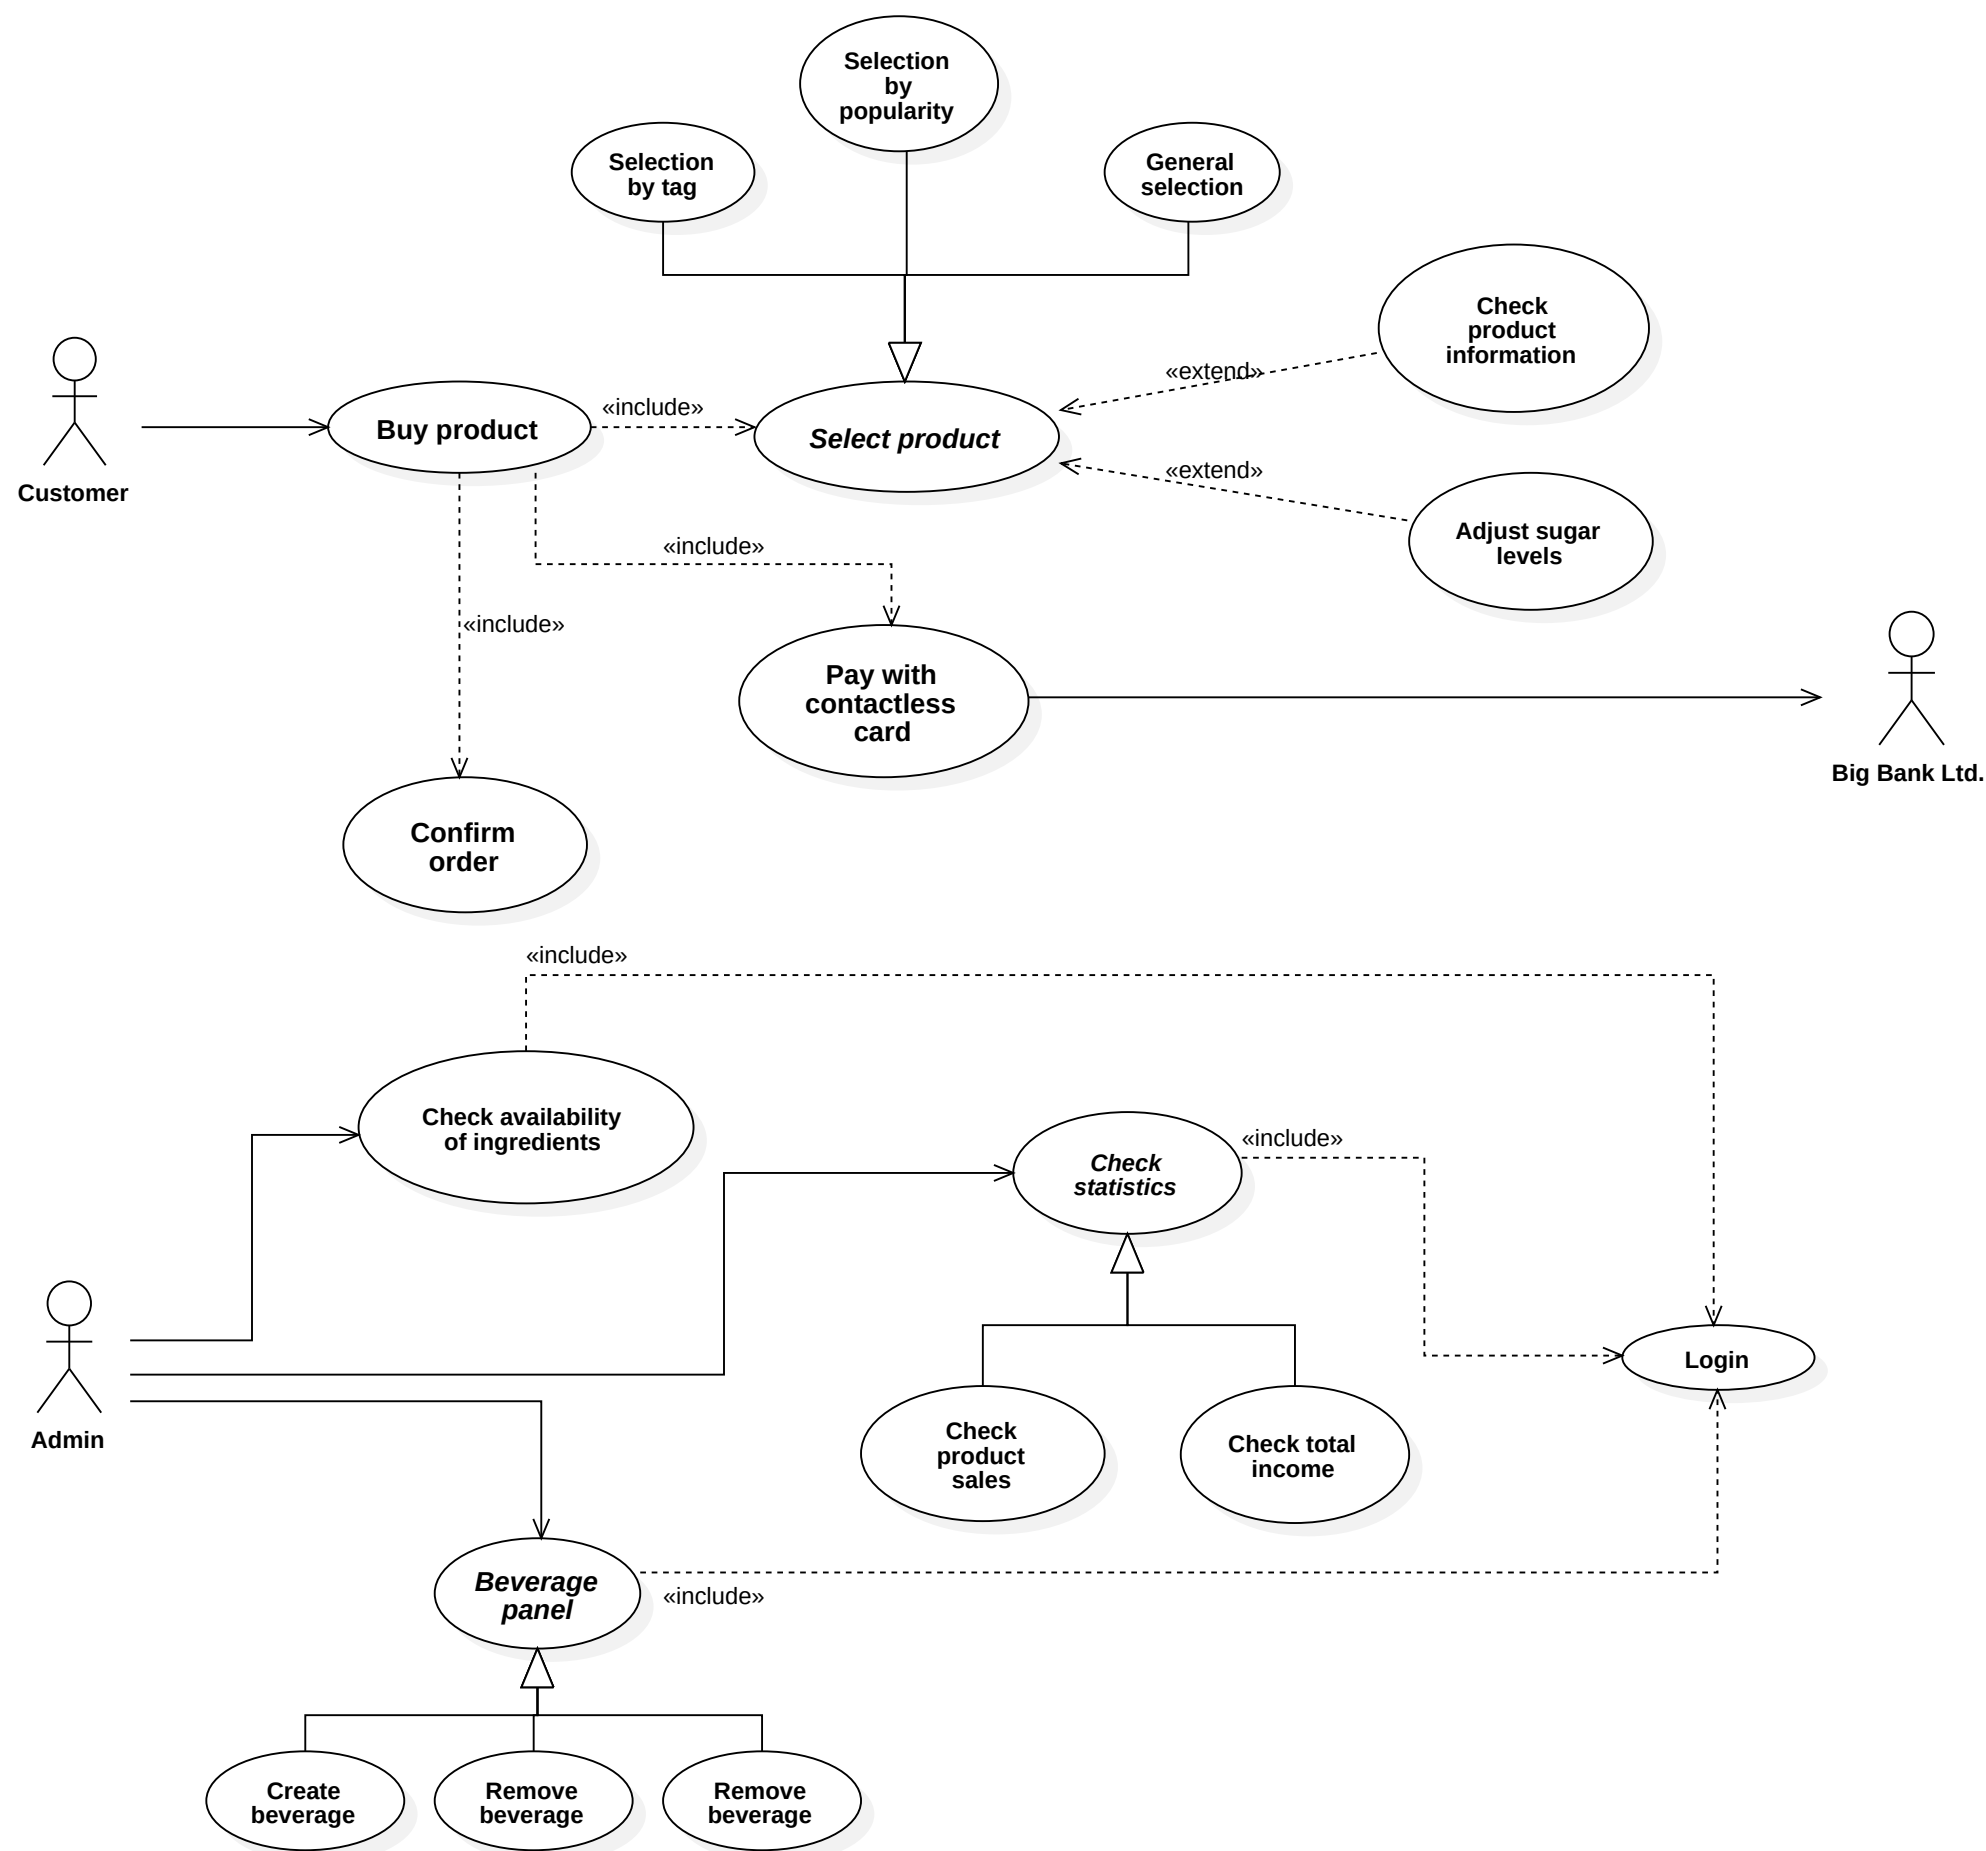 Selection
by
popularity
Selection
by tag
General
selection
Check
product
information
«extend»
«include»
Buy product
Select product
«extend»
Customer
Adjust sugar
levels
«include»
«include»
Pay with
contactless
card
Big Bank Ltd.
Confirm
order
«include»
Check availability
of ingredients
«include»
Check
statistics
Login
Admin
Check
product
sales
Check total
income
Beverage
panel
«include»
Create
beverage
Remove
beverage
Remove
beverage